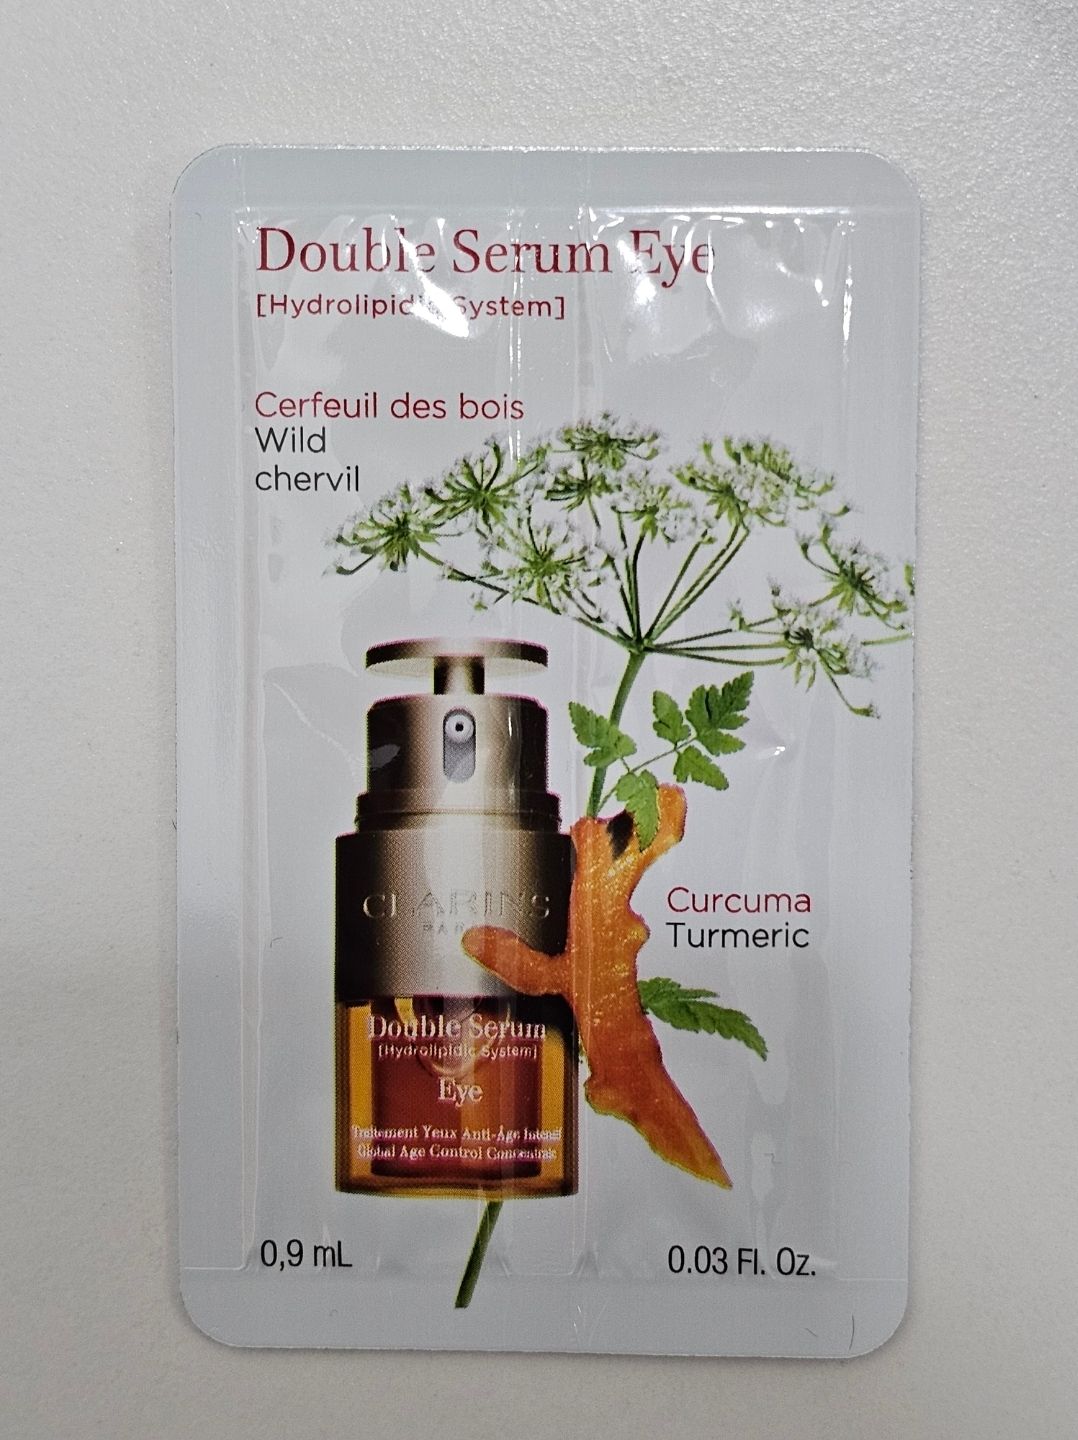 Double Serum Eye
[Hydrolipidic System]
Cerfeuil des bois
Wild
chervil
CLARINS
PARIS
Curcuma
Turmeric
Double Serum
[Hydrolipidic System]
Eye
Traitement Yeux Anti-Âge Intensif
Global Age Control Concentrate
0,9 mL
0.03 Fl. Oz.